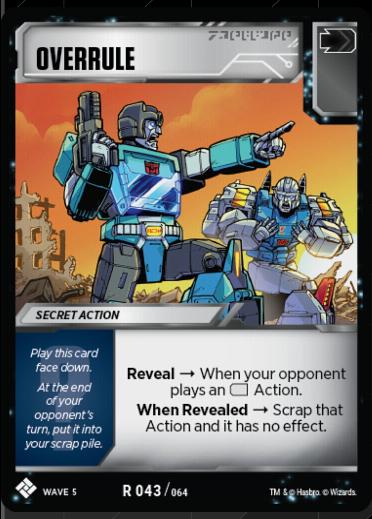 OVERRULE
SECRET ACTION
Play this card
face down.
At the end
of your
opponent's
turn, put it into
your scrap pile.
Reveal → When your opponent
plays an Action.
When Revealed → Scrap that
Action and it has no effect.
WAVE 5
R 043/064
TM & © Hasbro. © Wizards.